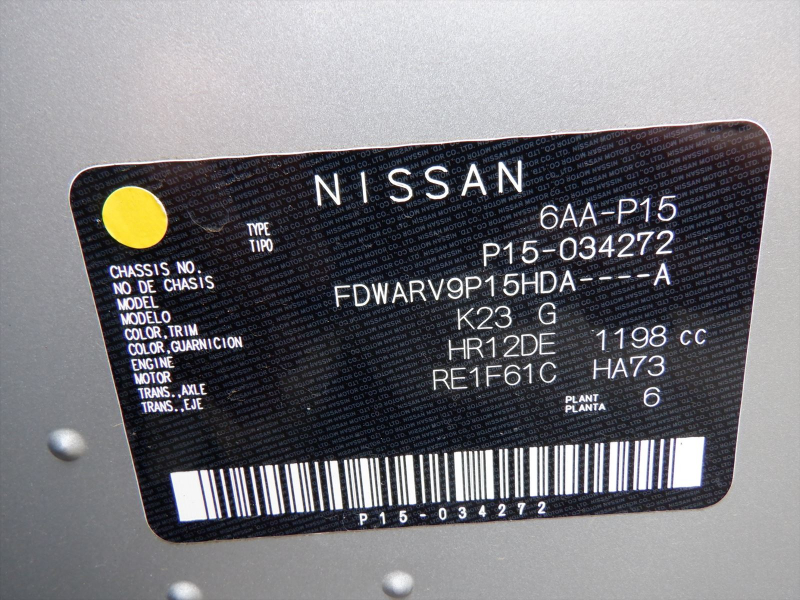 NISSAN
TYPE 6AA-P15
TIPO
CHASSIS NO. P15-034272
NO DE CHASIS
MODEL FDWARV9P15HDA----A
MODELO
COLOR,TRIM K23 G
COLOR,GUARNICION
ENGINE HR12DE 1198 cc
MOTOR
TRANS.,AXLE RE1F61C HA73
TRANS.,EJE
PLANT 6
PLANTA
P15-034272